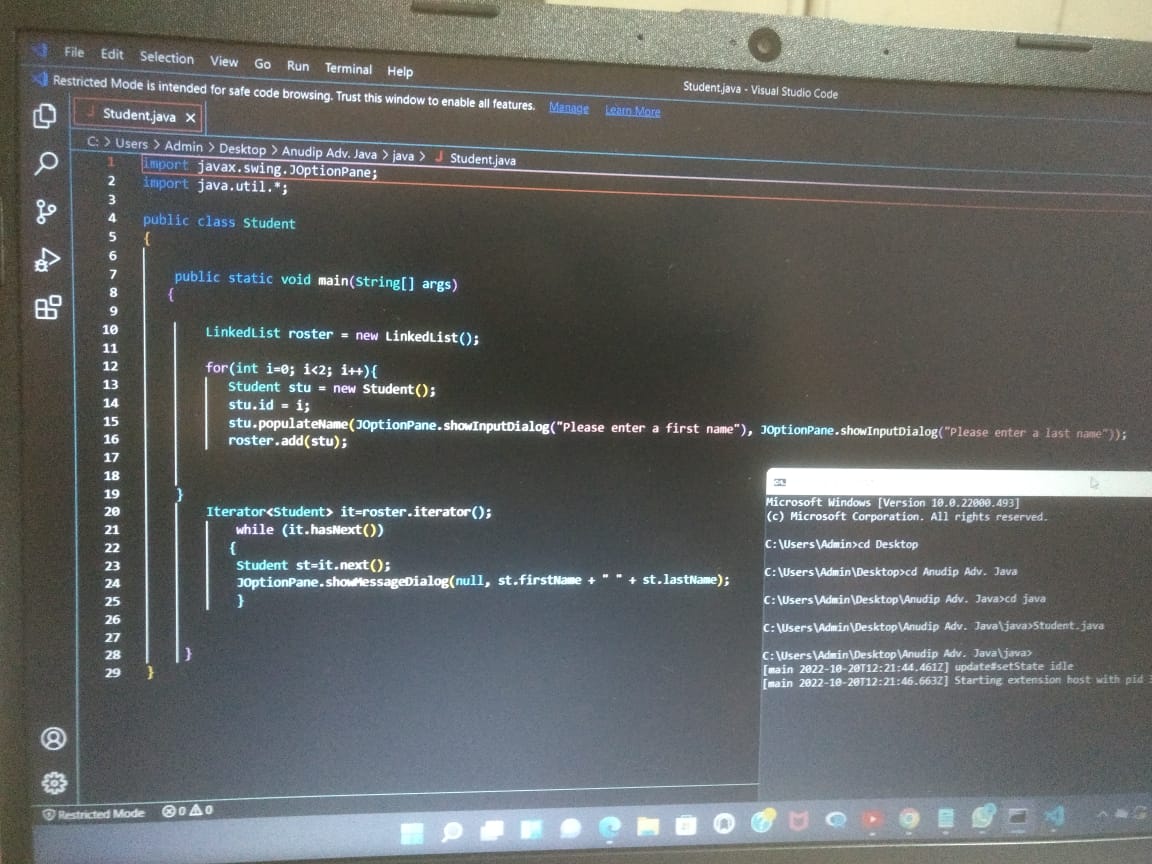 File Edit Selection View Go Run Terminal Help
Student.java - Visual Studio Code
Restricted Mode is intended for safe code browsing. Trust this window to enable all features. Manage Learn More
Student.java
C: > Users > Admin > Desktop > Anudip Adv. Java > java > J Student.java
1 import javax.swing.JOptionPane;
2 import java.util.*;
3
4 public class Student
5 {
6
7 public static void main(String[] args)
8 {
9
10 LinkedList roster = new LinkedList();
11
12 for(int i=0; i<2; i++){
13 Student stu = new Student();
14 stu.id = i;
15 stu.populateName(JOptionPane.showInputDialog("Please enter a first name"), JOptionPane.showInputDialog("Please enter a last name"));
16 roster.add(stu);
17
18
19 }
20 Iterator<Student> it=roster.iterator();
21 while (it.hasNext())
22 {
23 Student st=it.next();
24 JOptionPane.showMessageDialog(null, st.firstName + " " + st.lastName);
25 }
26
27
28 }
29 }
Microsoft Windows [Version 10.0.22000.493]
(c) Microsoft Corporation. All rights reserved.
C:\Users\Admin>cd Desktop
C:\Users\Admin\Desktop>cd Anudip Adv. Java
C:\Users\Admin\Desktop\Anudip Adv. Java>cd java
C:\Users\Admin\Desktop\Anudip Adv. Java\java>Student.java
C:\Users\Admin\Desktop\Anudip Adv. Java\java>
[main 2022-10-20T12:21:44.461Z] update#setState idle
[main 2022-10-20T12:21:46.663Z] Starting extension host with pid
Restricted Mode 0 0